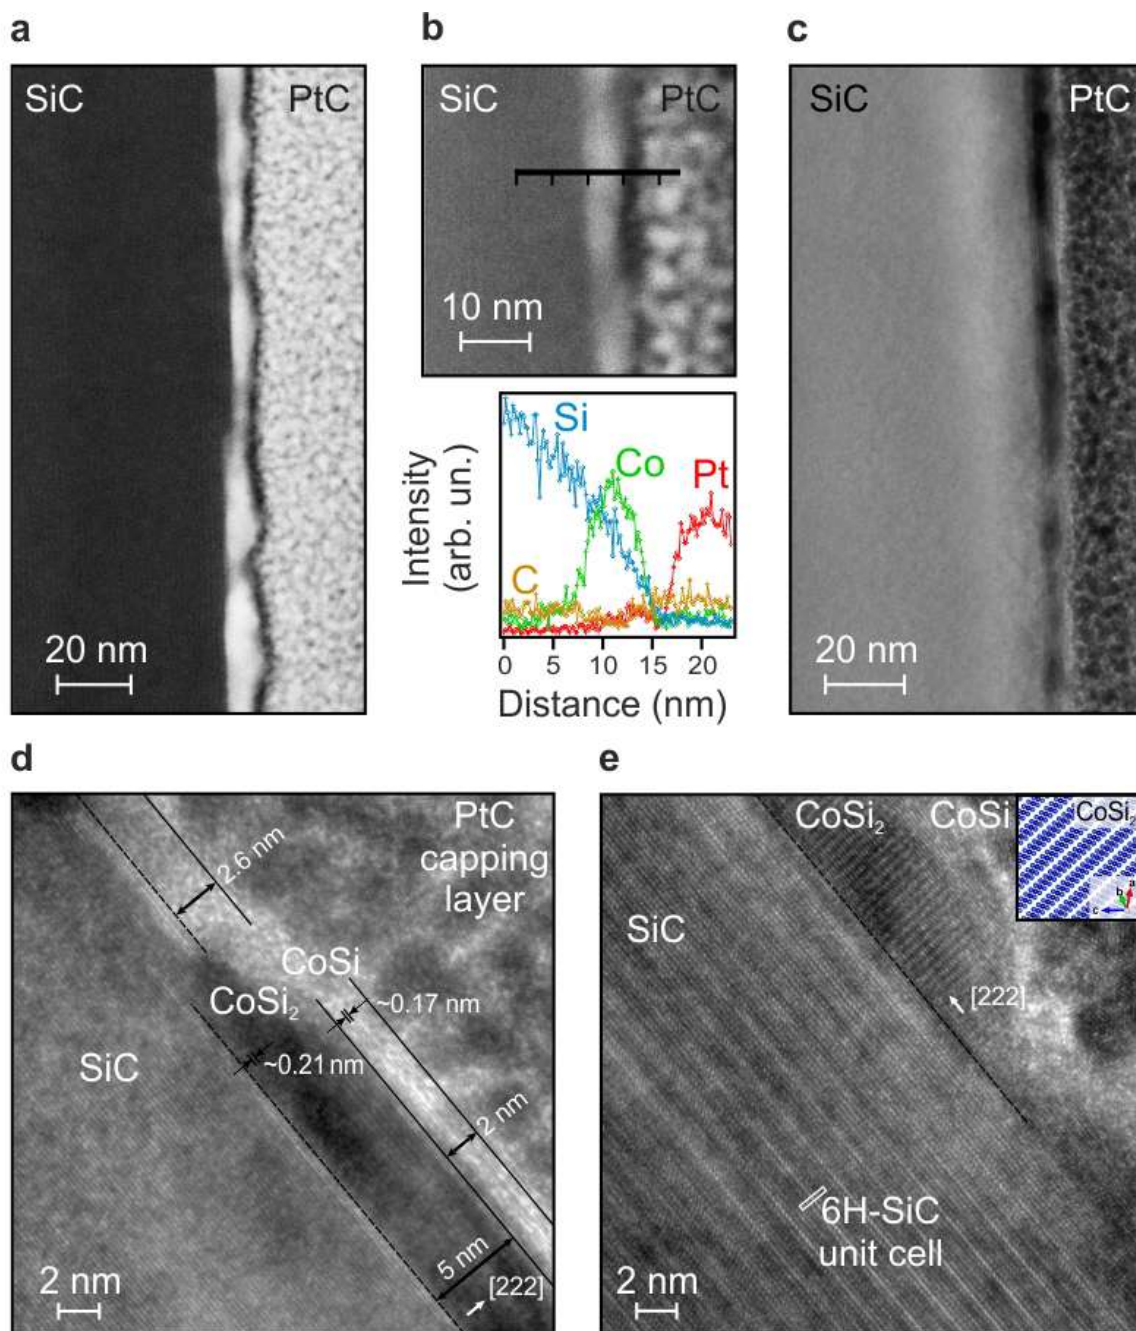 a
SiC
PtC
20 nm
b
SiC
PtC
10 nm
Intensity
(arb. un.)
Si
Co
Pt
C
0 5 10 15 20
Distance (nm)
c
SiC
PtC
20 nm
d
PtC
capping
layer
2.6 nm
CoSi
CoSi₂
~0.17 nm
SiC
~0.21 nm
2 nm
5 nm
[222]
2 nm
e
CoSi₂
CoSi
CoSi₂
a
b
c
SiC
[222]
6H-SiC
unit cell
2 nm